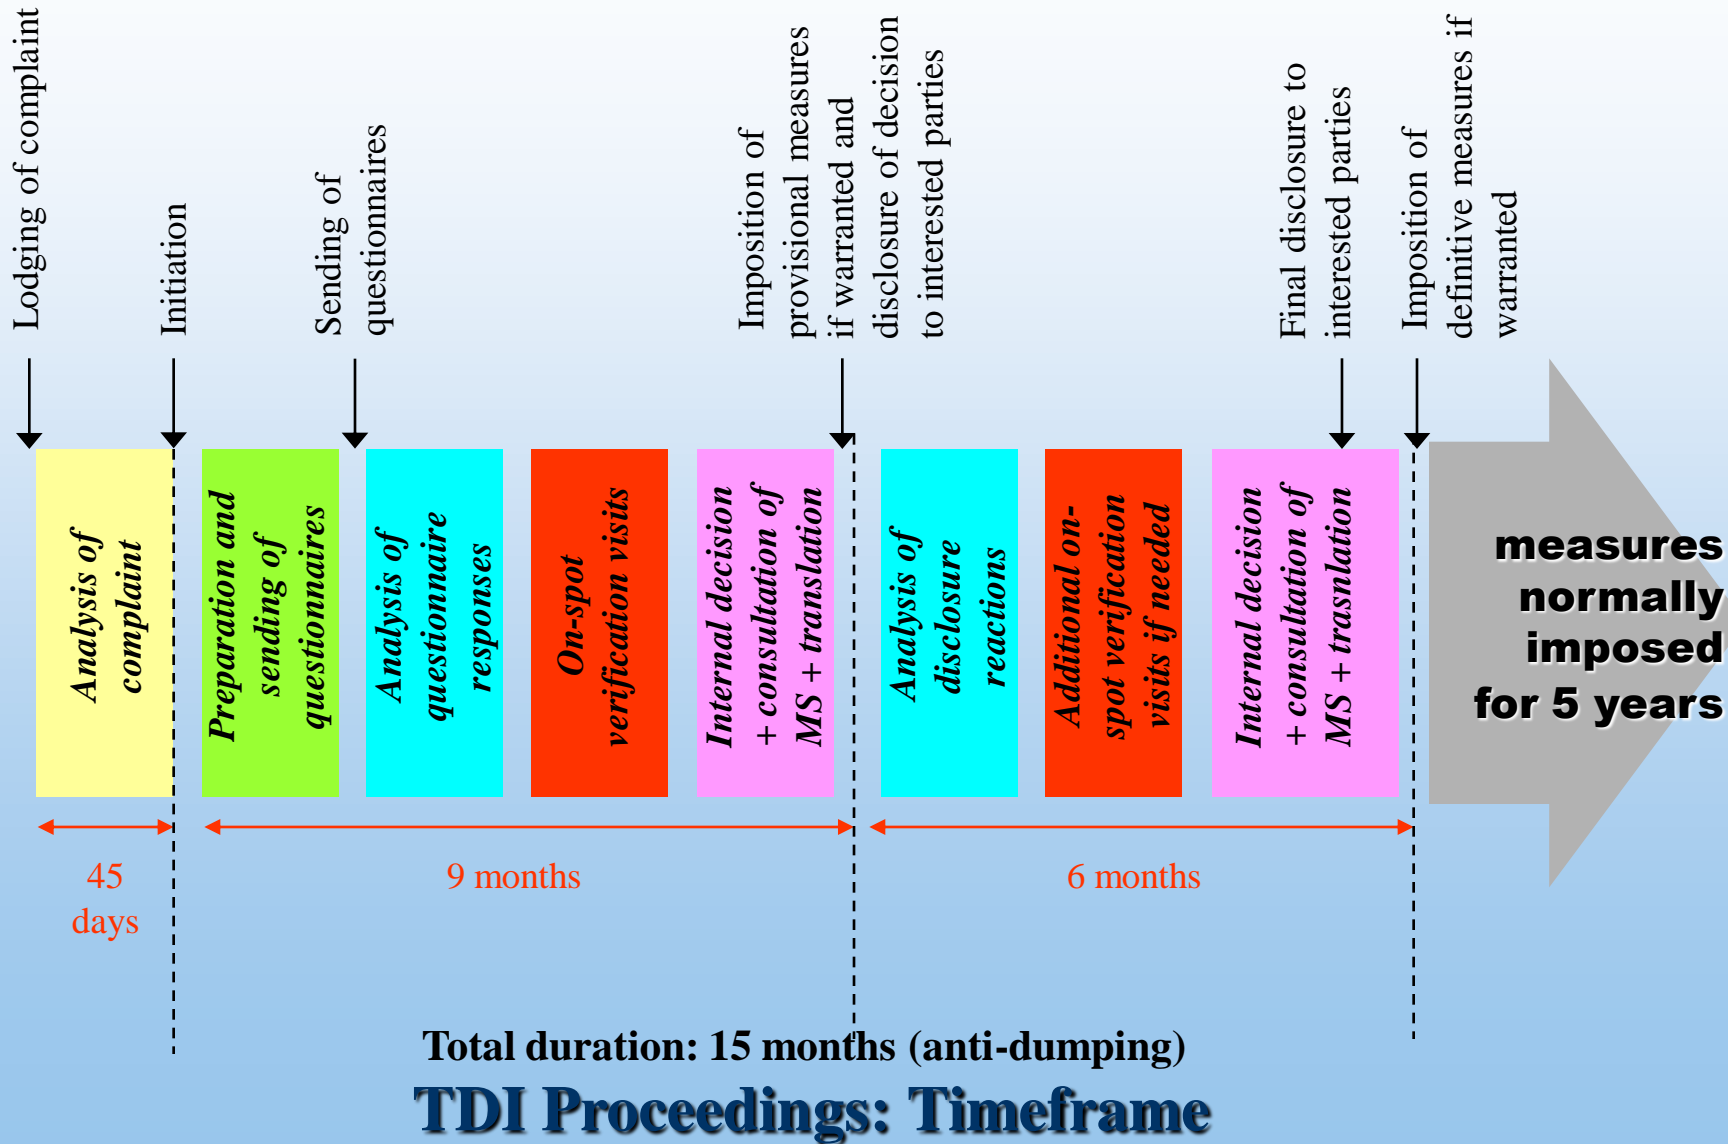 Lodging of complaint
Initiation
Sending of
questionnaires
Imposition of
provisional measures
if warranted and
disclosure of decision
to interested parties
Final disclosure to
interested parties
Imposition of
definitive measures if
warranted
Analysis of
complaint
Preparation and
sending of
questionnaires
Analysis of
questionnaire
responses
On-spot
verification visits
Internal decision
+ consultation of
MS + translation
Analysis of
disclosure
reactions
Additional on-
spot verification
visits if needed
Internal decision
+ consultation of
MS + trasnlation
measures
normally
imposed
for 5 years
45
days
9 months
6 months
Total duration: 15 months (anti-dumping)
TDI Proceedings: Timeframe